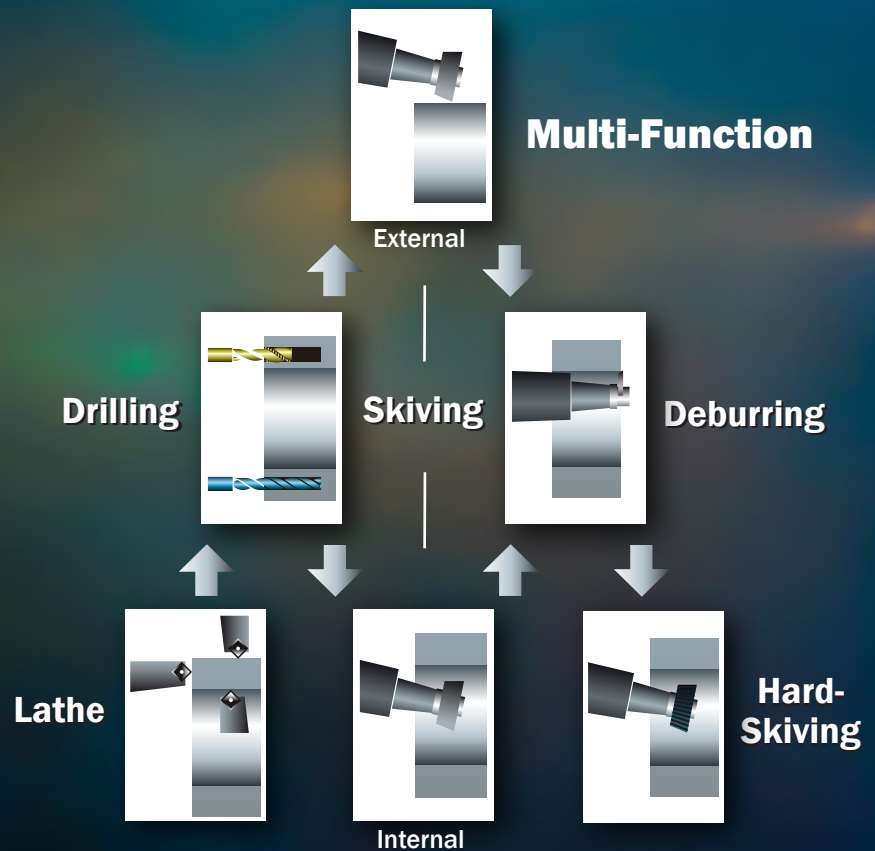 Multi-Function
External
Drilling
Skiving
Deburring
Lathe
Hard-
Skiving
Internal